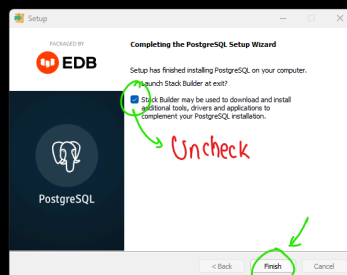 Setup
PACKAGED BY
EDB
Completing the PostgreSQL Setup Wizard
Setup has finished installing PostgreSQL on your computer.
Launch Stack Builder at exit?
Stack Builder may be used to download and install
additional tools, drivers and applications to
complement your PostgreSQL installation.
Uncheck
PostgreSQL
< Back
Finish
Cancel